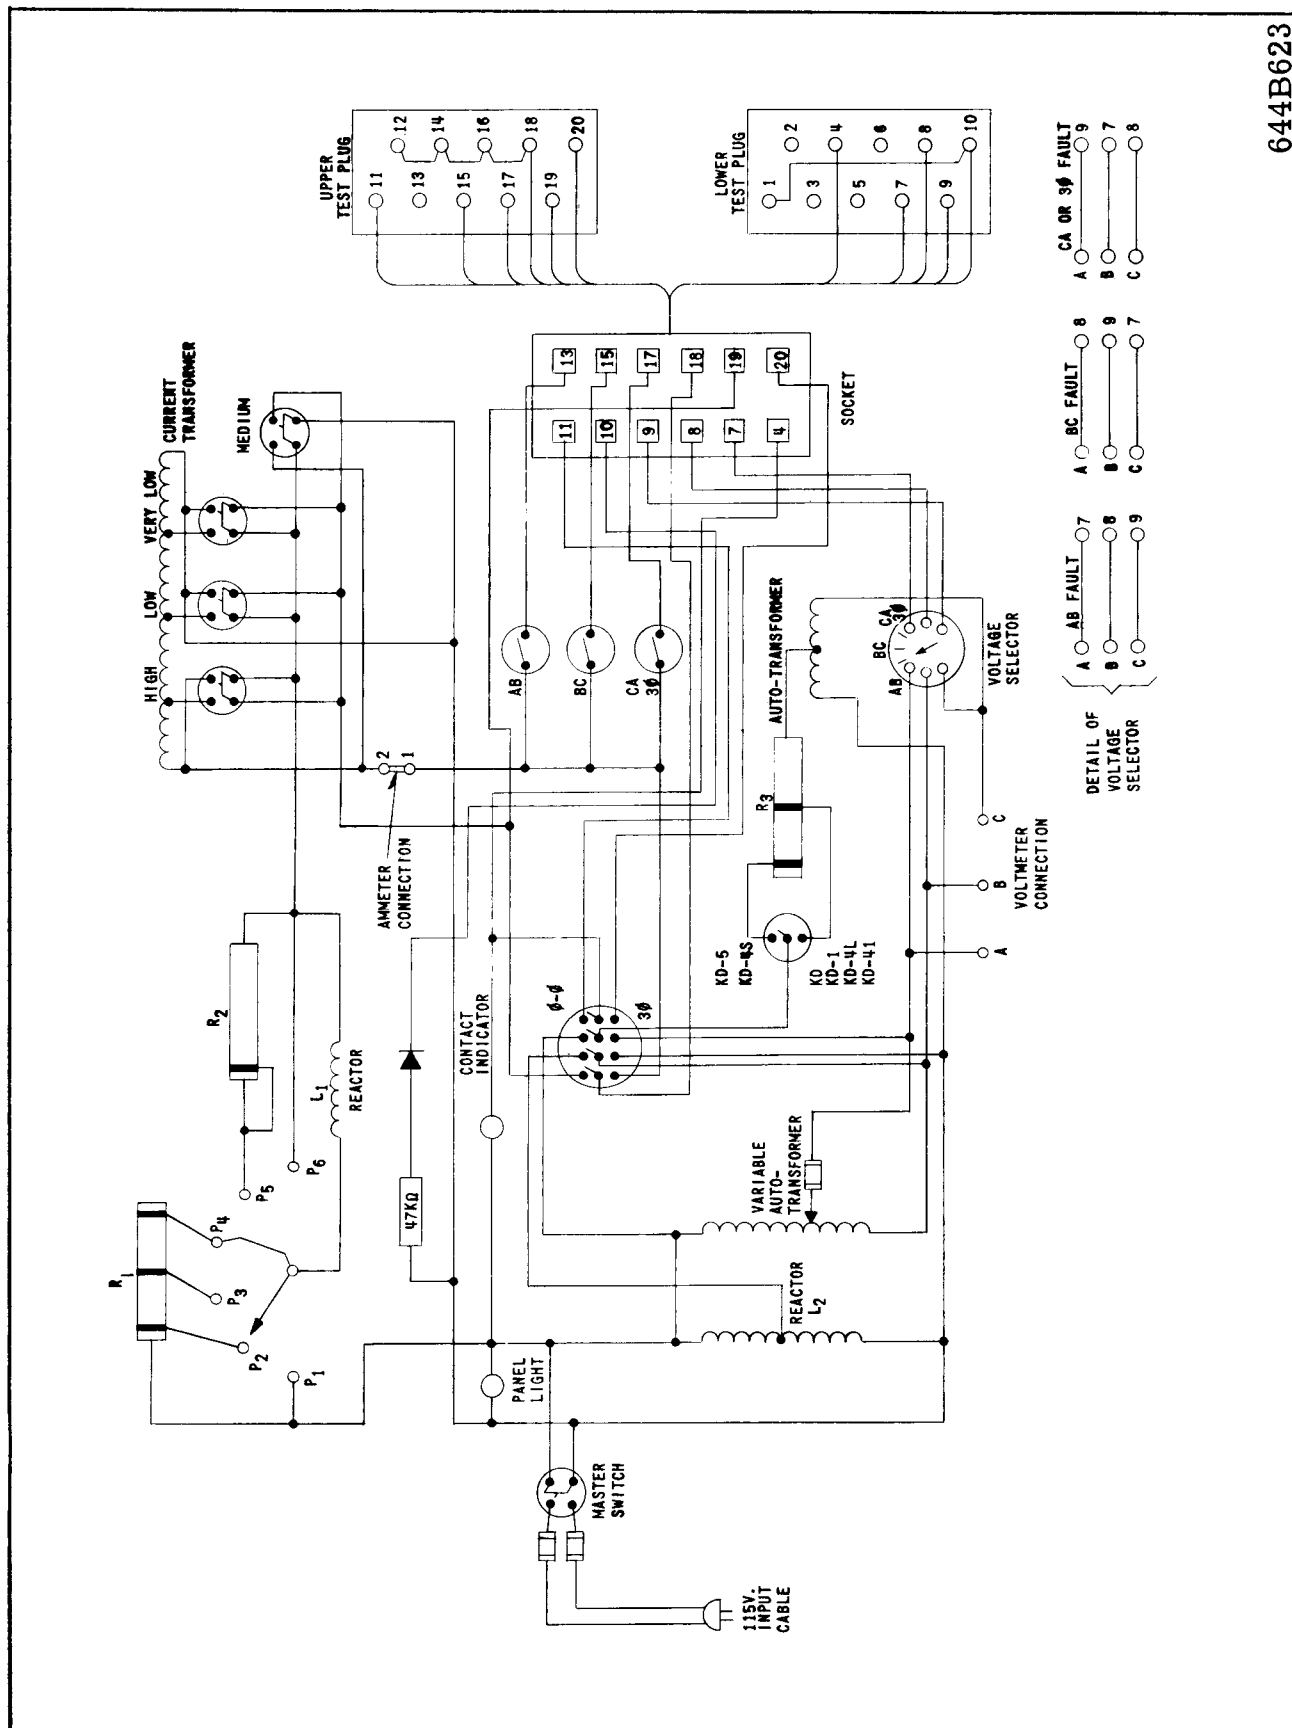 644B623
UPPER
TEST PLUG
11
12
13
14
15
16
17
18
19
20
LOWER
TEST PLUG
1
2
3
4
5
6
7
8
9
10
CURRENT
TRANSFORMER
HIGH
LOW
VERY LOW
MEDIUM
13
15
17
18
19
20
11
10
9
8
7
4
SOCKET
AB
BC
CA
3Ø
2
1
AMMETER
CONNECTION
R2
R1
L1
REACTOR
P1
P2
P3
P4
P5
P6
CONTACT
INDICATOR
47KΩ
PANEL
LIGHT
MASTER
SWITCH
115V.
INPUT
CABLE
Ø-Ø
3Ø
KD-5
KD-4S
KD
KD-1
KD-4L
KD-41
R3
AUTO-TRANSFORMER
VARIABLE
AUTO-
TRANSFORMER
REACTOR
L2
AB
BC
CA
3Ø
VOLTAGE
SELECTOR
A
B
C
VOLTMETER
CONNECTION
DETAIL OF
VOLTAGE
SELECTOR
AB FAULT
A 7
B 8
C 9
BC FAULT
A 8
B 9
C 7
CA OR 3Ø FAULT
A 9
B 7
C 8